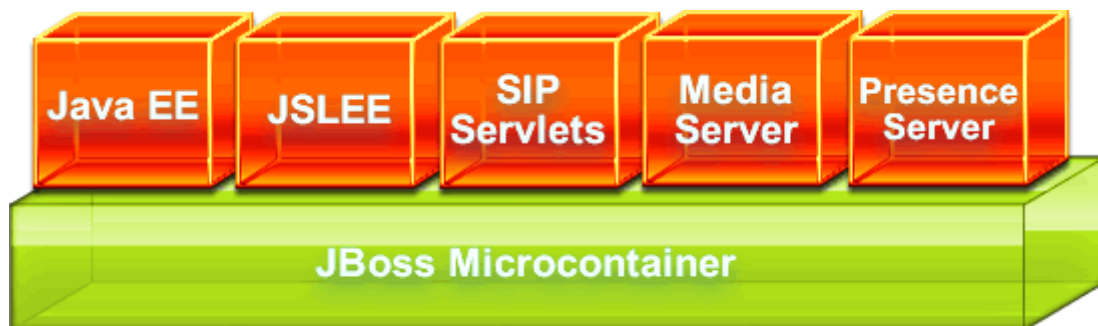 Java EE
JSLEE
SIP
Servlets
Media
Server
Presence
Server
JBoss Microcontainer